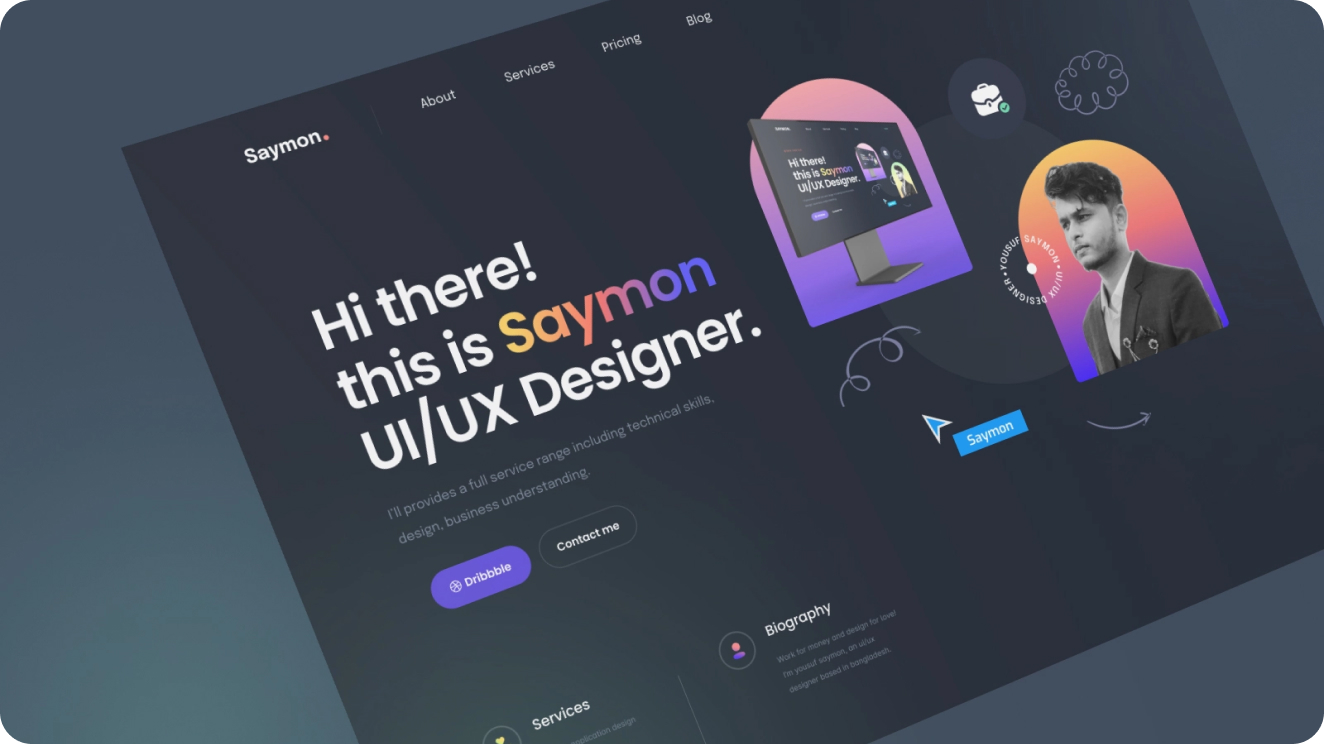 Saymon.
About
Services
Pricing
Blog
Hi there!
this is Saymon
UI/UX Designer.
I'll provides a full service range including technical skills,
design, business understanding.
Dribbble
Contact me
Hi there!
this is Saymon
UI/UX Designer.
YOUSUF SAYMON • UI/UX DESIGNER •
Saymon
Biography
Work for money and design for love!
I'm yousuf saymon, an ui/ux
designer based in bangladesh.
Services
application design